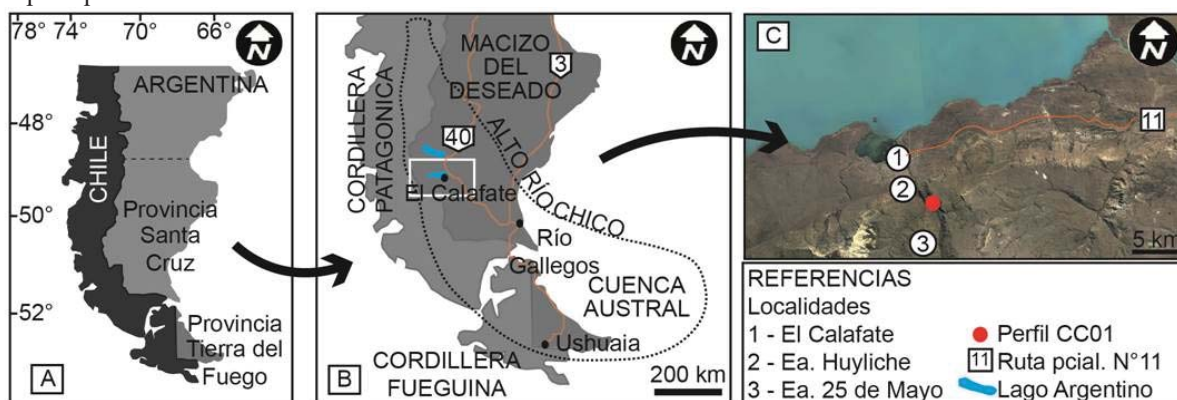 78°
74°
70°
66°
N
ARGENTINA
48°
CHILE
50°
Provincia
Santa
Cruz
52°
Provincia
Tierra del
Fuego
A
N
MACIZO
DEL
DESEADO
3
CORDILLERA
PATAGONICA
40
ALTO
RÍO CHICO
El Calafate
Río
Gallegos
CUENCA
AUSTRAL
Ushuaia
CORDILLERA
FUEGUINA
B
200 km
C
N
11
1
2
3
5 km
REFERENCIAS
Localidades
1 - El Calafate
Perfil CC01
2 - Ea. Huyliche
11 Ruta pcial. N°11
3 - Ea. 25 de Mayo
Lago Argentino